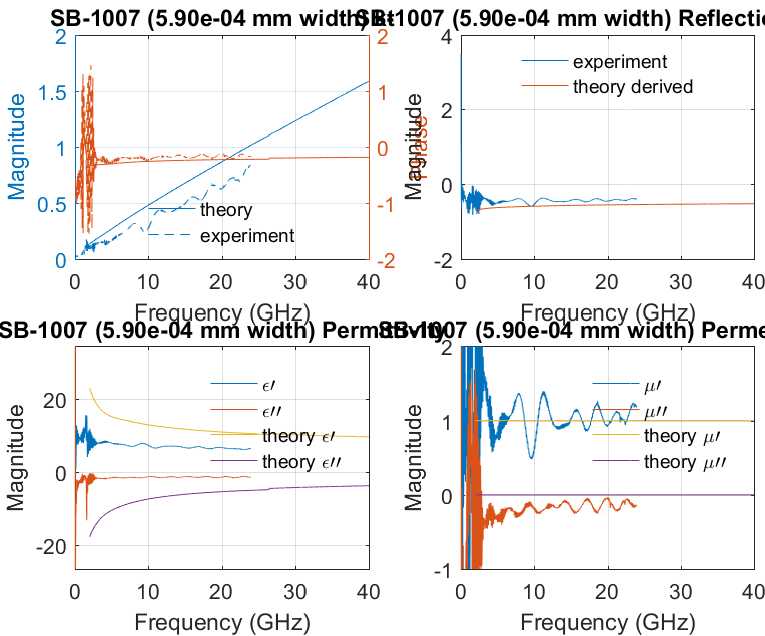 SB-1007 (5.90e-04 mm width) kt
Magnitude
Phase
2
1.5
1
0.5
0
2
1
0
-1
-2
0
10
20
30
40
Frequency (GHz)
theory
experiment
SB-1007 (5.90e-04 mm width) Reflectio
Magnitude
4
2
0
-2
0
10
20
30
40
Frequency (GHz)
experiment
theory derived
SB-1007 (5.90e-04 mm width) Permittivity
Magnitude
20
0
-20
0
10
20
30
40
Frequency (GHz)
ϵ′
ϵ′′
theory ϵ′
theory ϵ′′
SB-1007 (5.90e-04 mm width) Perme
Magnitude
2
1
0
-1
0
10
20
30
40
Frequency (GHz)
μ′
μ′′
theory μ′
theory μ′′